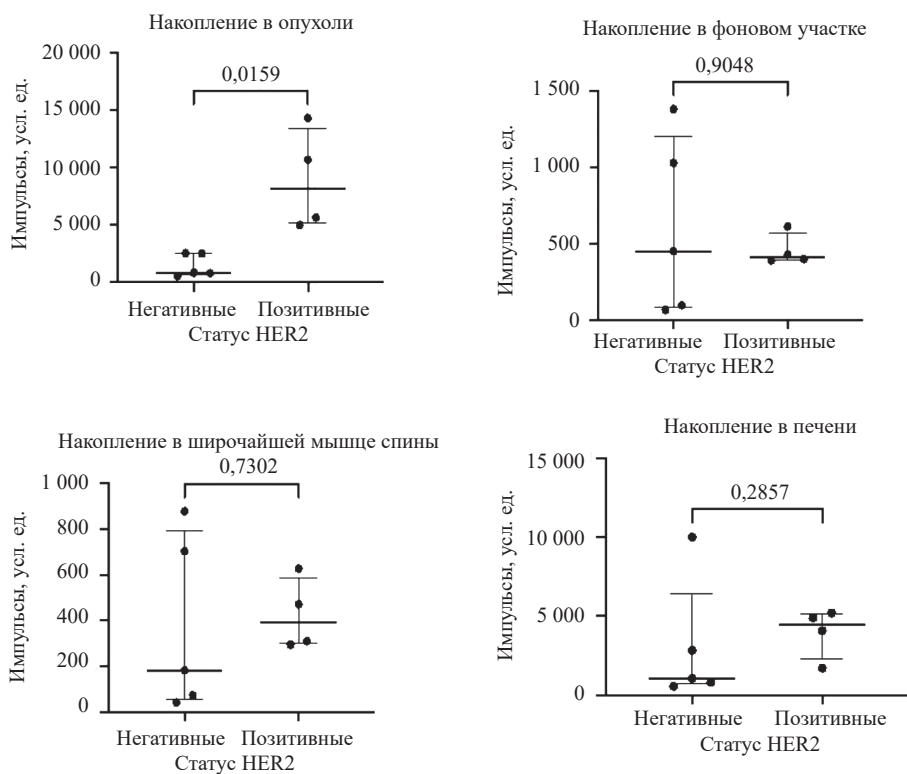 Накопление в опухоли
0,0159
20 000
15 000
10 000
5 000
0
Импульсы, усл. ед.
Негативные Позитивные
Статус HER2
Накопление в фоновом участке
0,9048
1 500
1 000
500
0
Импульсы, усл. ед.
Негативные Позитивные
Статус HER2
Накопление в широчайшей мышце спины
0,7302
1 000
800
600
400
200
0
Импульсы, усл. ед.
Негативные Позитивные
Статус HER2
Накопление в печени
15 000
0,2857
10 000
5 000
0
Импульсы, усл. ед.
Негативные Позитивные
Статус HER2